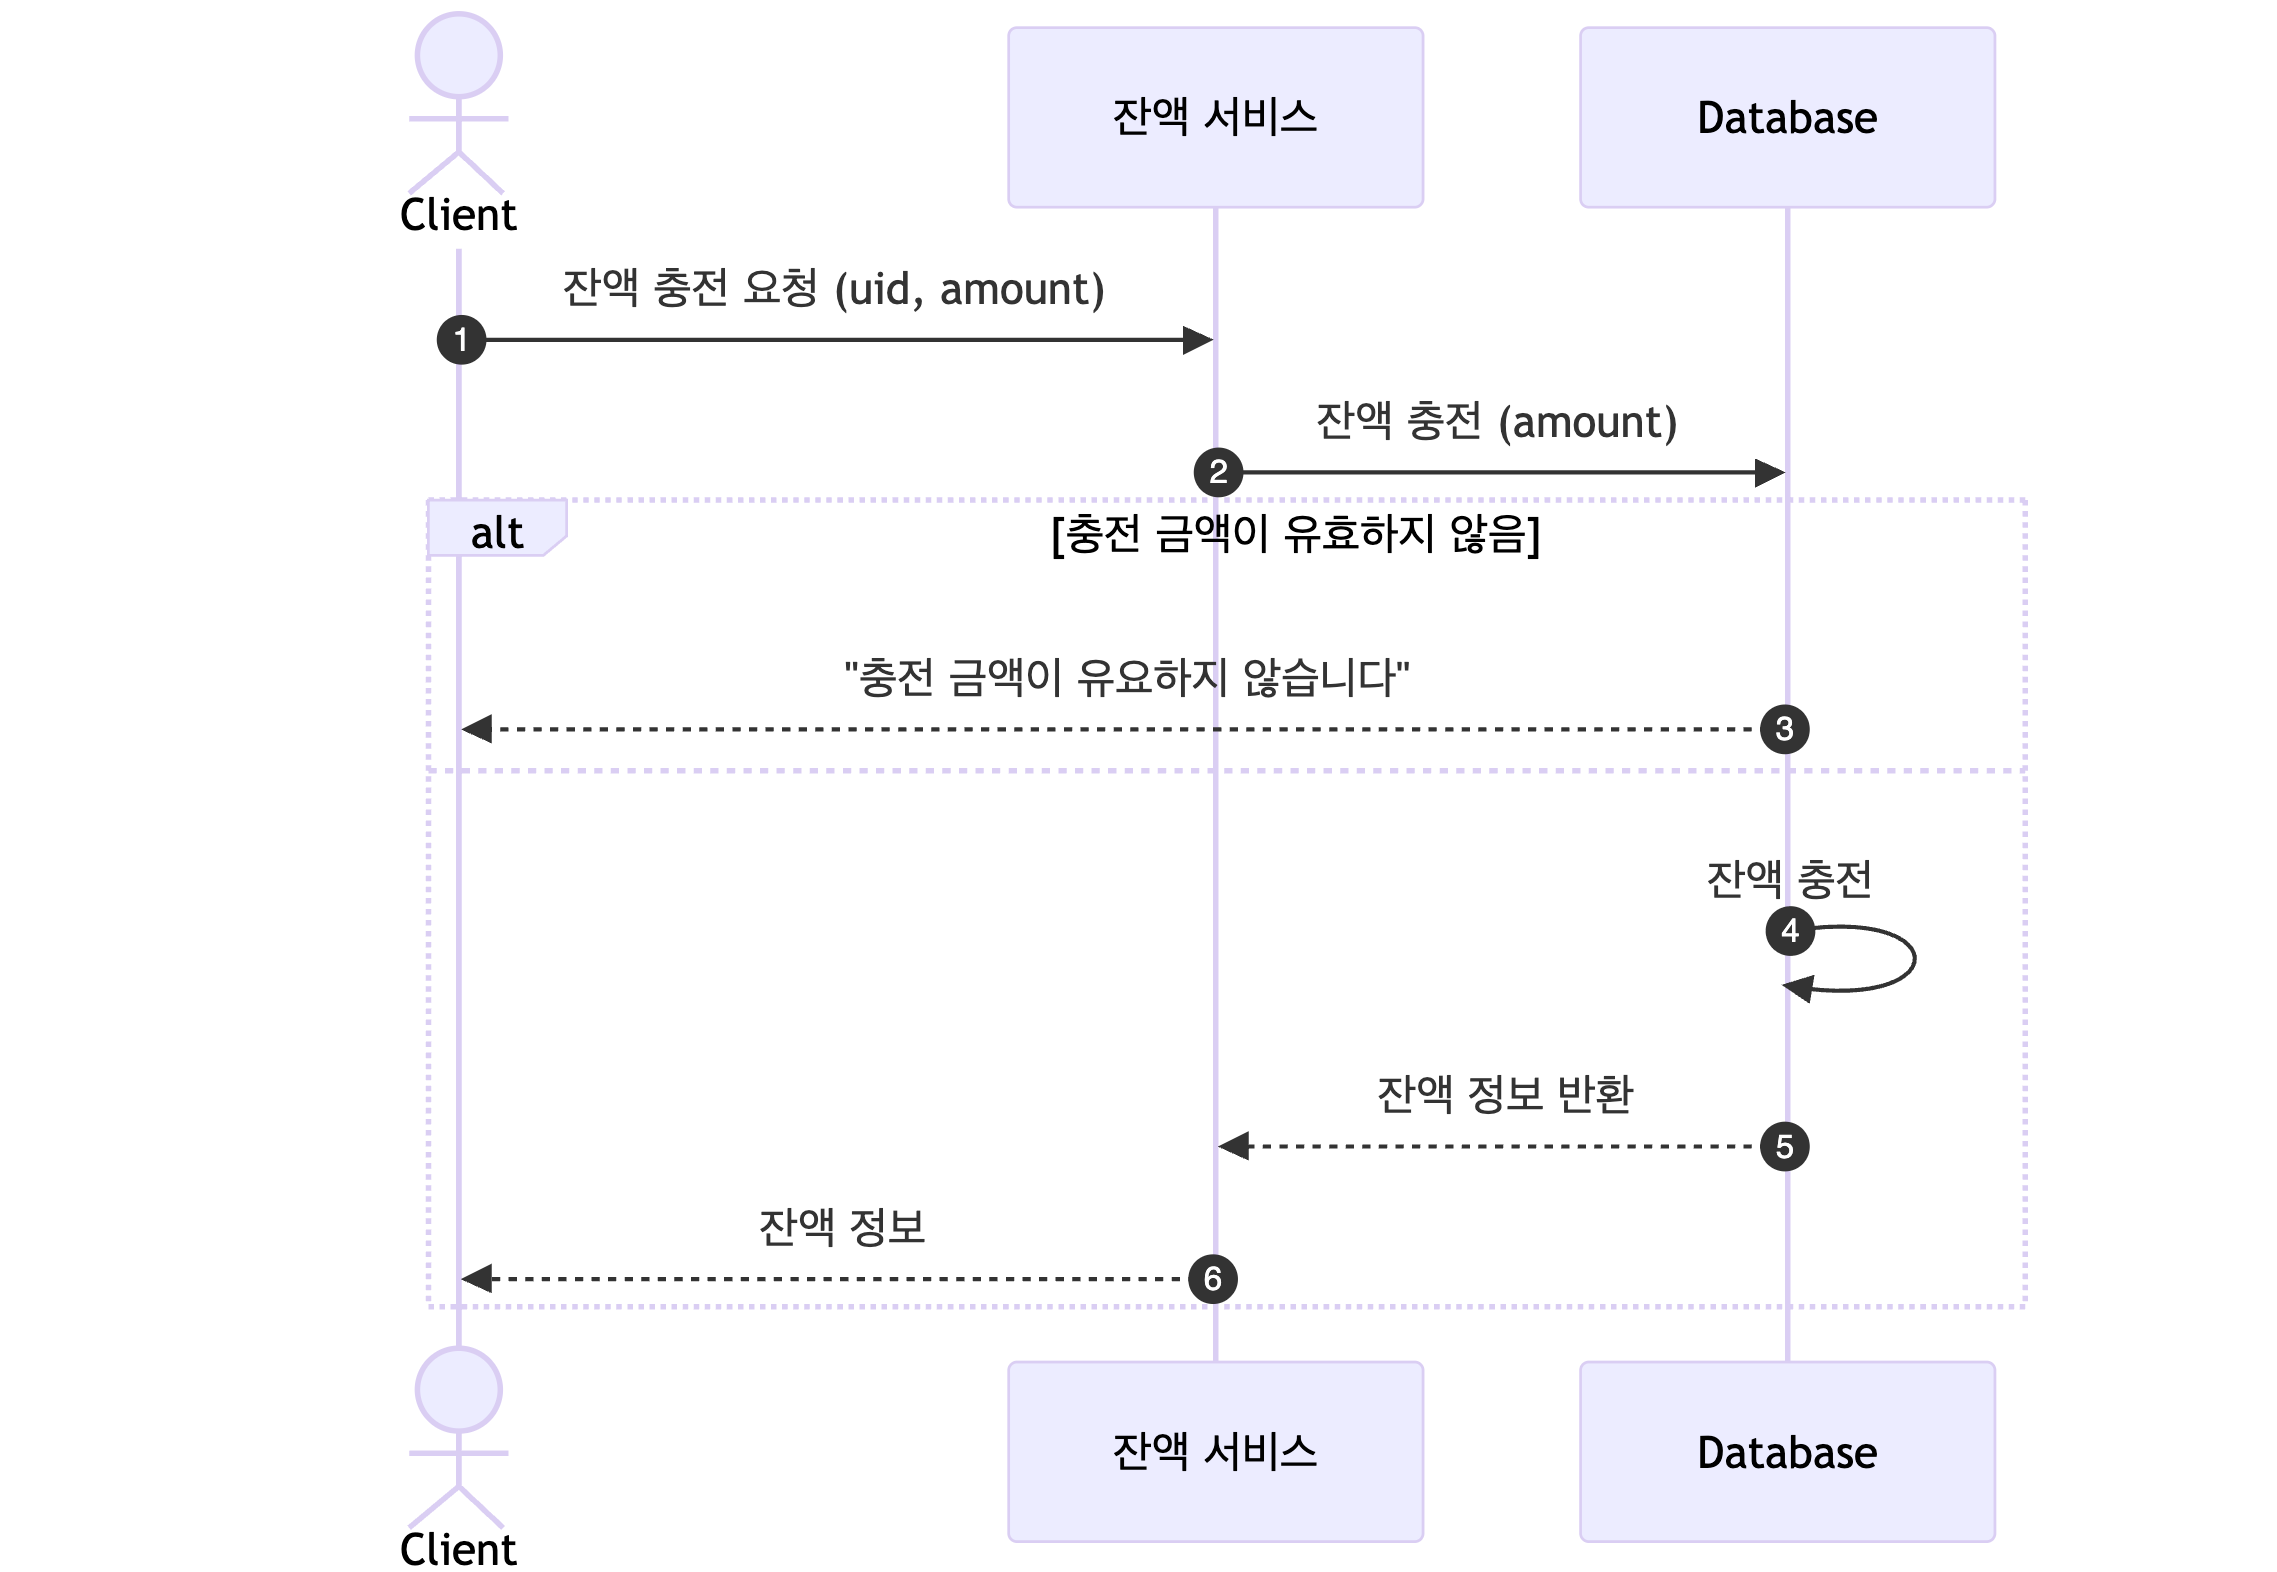 Client
잔액 서비스
Database
잔액 충전 요청 (uid, amount)
1
잔액 충전 (amount)
2
alt
[충전 금액이 유효하지 않음]
"충전 금액이 유요하지 않습니다"
3
잔액 충전
4
잔액 정보 반환
5
잔액 정보
6
Client
잔액 서비스
Database